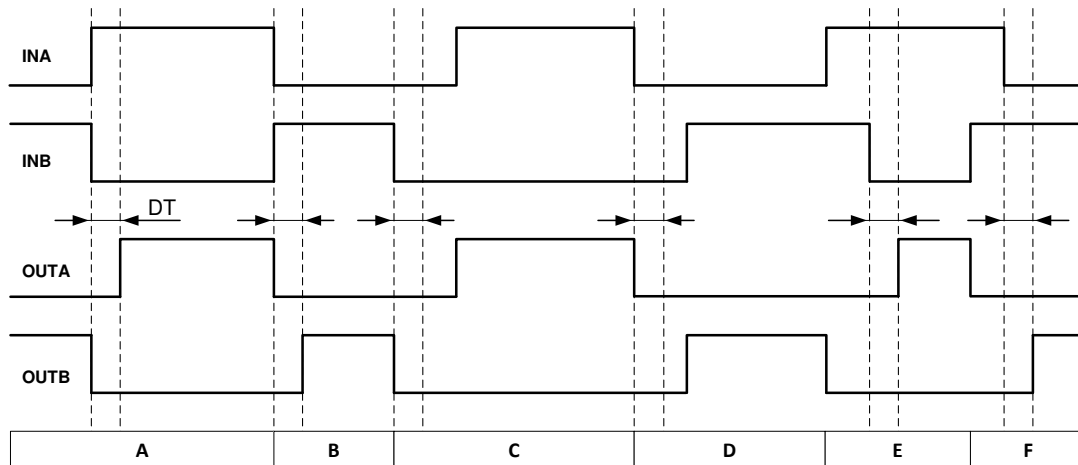 INA
INB
DT
OUTA
OUTB
A B C D E F